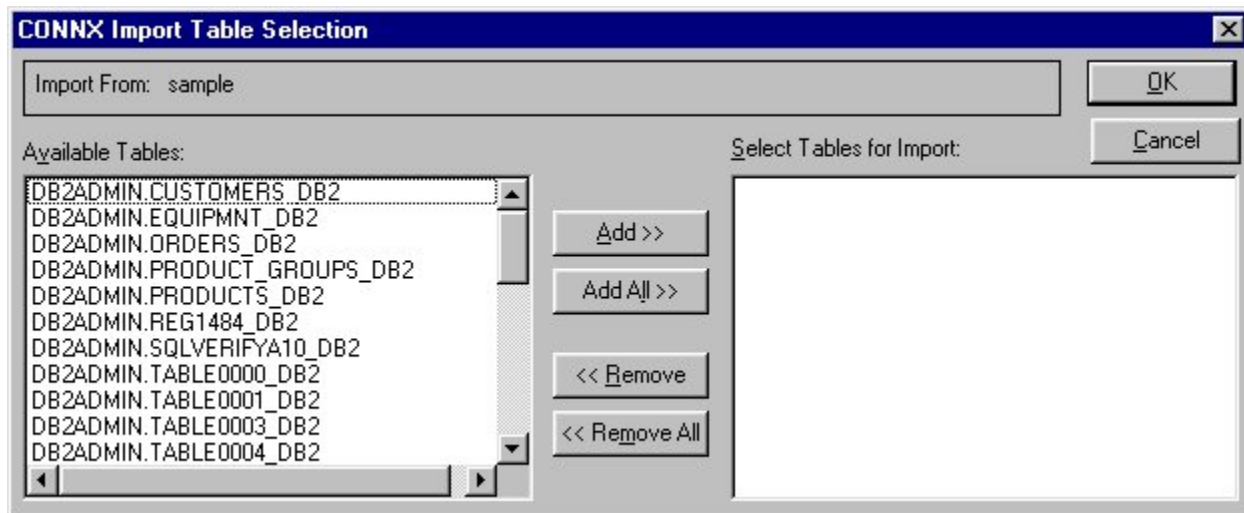 CONNX Import Table Selection
Import From: sample
OK
Cancel
Available Tables:
Select Tables for Import:
DB2ADMIN.CUSTOMERS_DB2
DB2ADMIN.EQUIPMNT_DB2
DB2ADMIN.ORDERS_DB2
DB2ADMIN.PRODUCT_GROUPS_DB2
DB2ADMIN.PRODUCTS_DB2
DB2ADMIN.REG1484_DB2
DB2ADMIN.SQLVERIFYA10_DB2
DB2ADMIN.TABLE0000_DB2
DB2ADMIN.TABLE0001_DB2
DB2ADMIN.TABLE0003_DB2
DB2ADMIN.TABLE0004_DB2
Add >>
Add All >>
<< Remove
<< Remove All